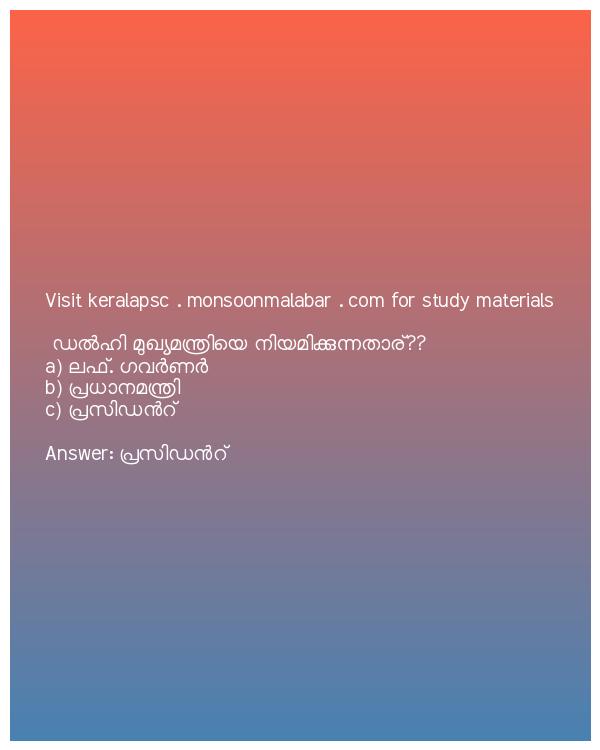 Visit keralapsc . monsoonmalabar . com for study materials
ഡൽഹി മുഖ്യമന്ത്രിയെ നിയമിക്കുന്നതാര്??
a) ലഫ്. ഗവർണർ
b) പ്രധാനമന്ത്രി
c) പ്രസിഡൻറ്
Answer: പ്രസിഡൻറ്